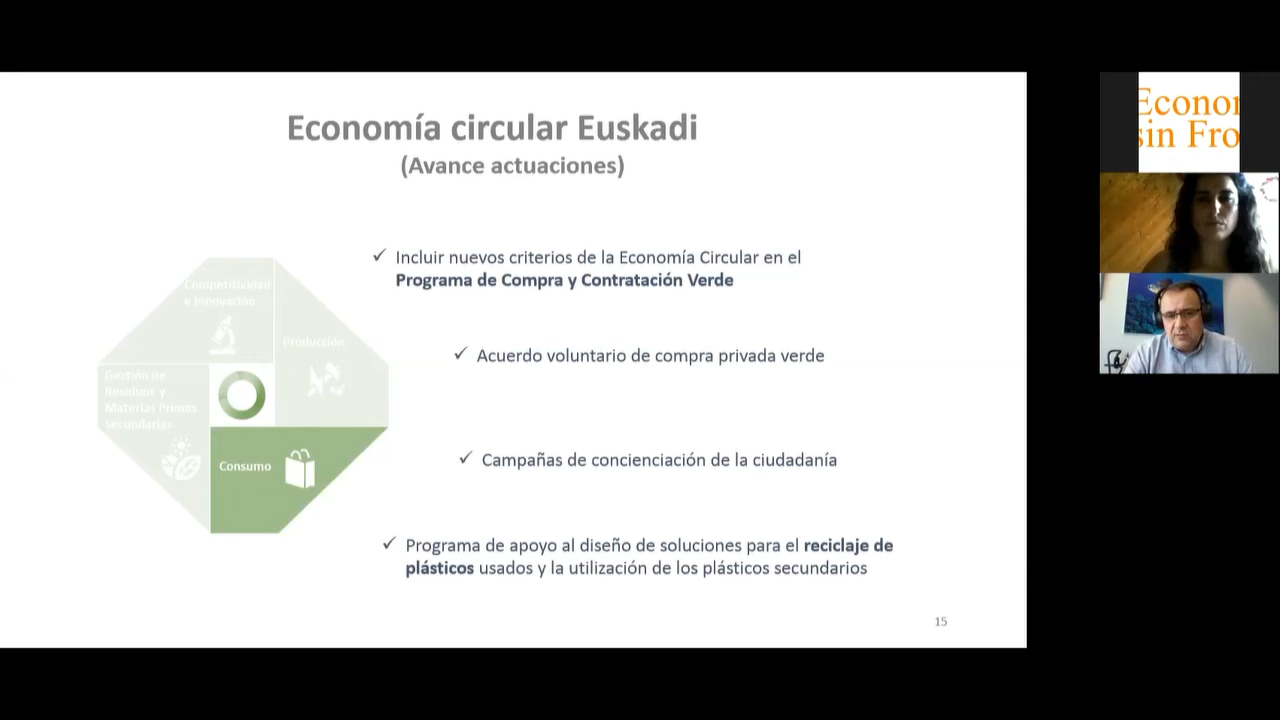 Economía circular Euskadi
(Avance actuaciones)
Incluir nuevos criterios de la Economía Circular en el
Programa de Compra y Contratación Verde
Acuerdo voluntario de compra privada verde
Campañas de concienciación de la ciudadanía
Programa de apoyo al diseño de soluciones para el reciclaje de
plásticos usados y la utilización de los plásticos secundarios
Competitividad
e Innovación
Producción
Gestión de
Residuos y
Materias Primas
Secundarias
Consumo
15
Econor
sin Fro